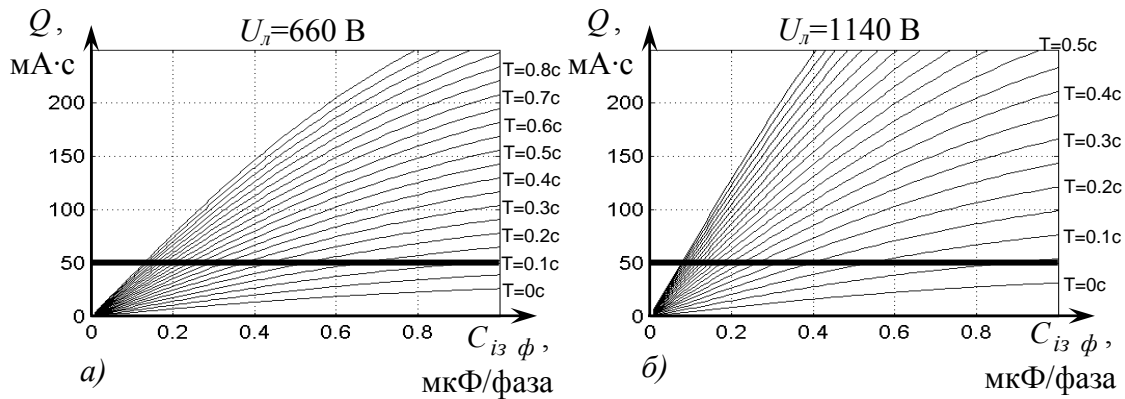 Q ,
мА·с
U_л=660 В
200
150
100
50
0
T=0.8c
T=0.7c
T=0.6c
T=0.5c
T=0.4c
T=0.3c
T=0.2c
T=0.1c
T=0c
0 0.2 0.4 0.6 0.8
C_із ф ,
мкФ/фаза
а)
Q ,
мА·с
U_л=1140 В
200
150
100
50
0
T=0.5c
T=0.4c
T=0.3c
T=0.2c
T=0.1c
T=0c
0 0.2 0.4 0.6 0.8
C_із ф ,
мкФ/фаза
б)